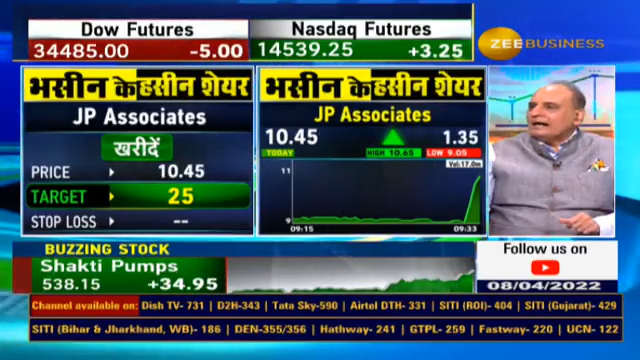 Dow Futures
34485.00 -5.00
Nasdaq Futures
14539.25 +3.25
ZEE BUSINESS
भसीन के हसीन शेयर
JP Associates
खरीदें
PRICE 10.45
TARGET 25
STOP LOSS --
भसीन के हसीन शेयर
JP Associates
10.45 1.35
TODAY HIGH 10.65 LOW 9.05
Vol:17.0m
11
9
09:15 09:33
BUZZING STOCK
Shakti Pumps
538.15 +34.95
Follow us on
08/04/2022
Channel available on: Dish TV- 731 | D2H-343 | Tata Sky-590 | Airtel DTH- 331 | SITI (ROI)- 404 | SITI (Gujarat)- 429
SITI (Bihar & Jharkhand, WB)- 186 | DEN-355/356 | Hathway- 241 | GTPL- 259 | Fastway- 220 | UCN- 122